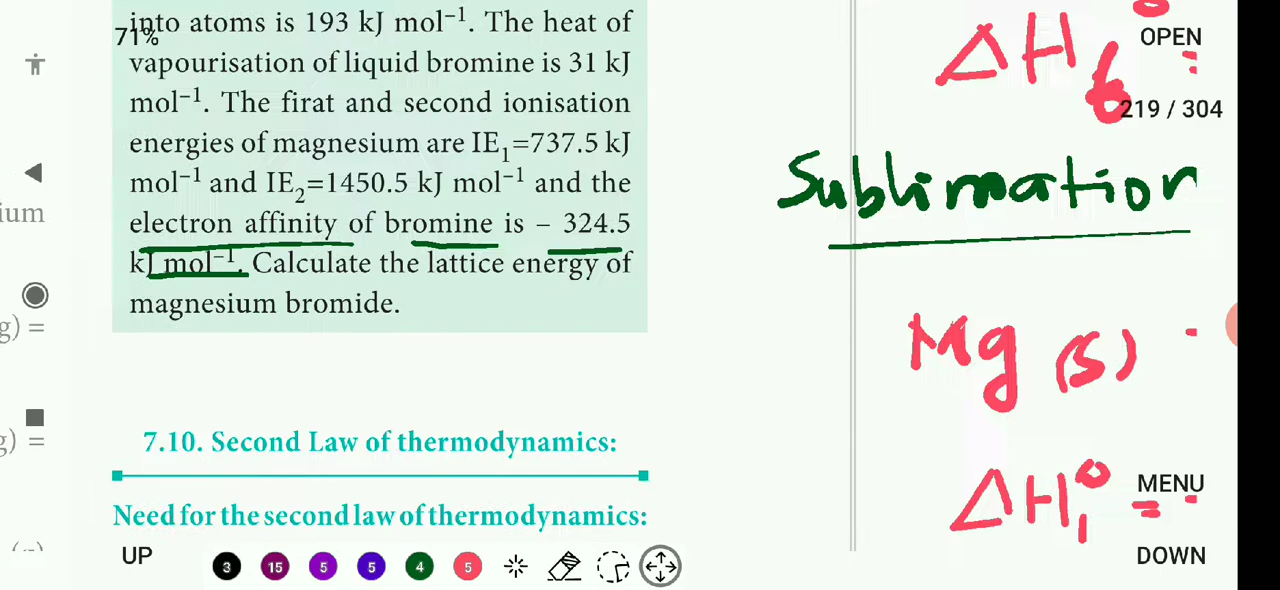 into atoms is 193 kJ mol⁻¹. The heat of
71%
vapourisation of liquid bromine is 31 kJ
mol⁻¹. The firat and second ionisation
energies of magnesium are IE₁=737.5 kJ
mol⁻¹ and IE₂=1450.5 kJ mol⁻¹ and the
electron affinity of bromine is – 324.5
kJ mol⁻¹. Calculate the lattice energy of
magnesium bromide.
7.10. Second Law of thermodynamics:
Need for the second law of thermodynamics:
ium
g) =
g) =
ΔH f
OPEN
219 / 304
Sublimation
Mg (s)
ΔH₁⁰ =
MENU
DOWN
UP
3 15 5 5 4 5